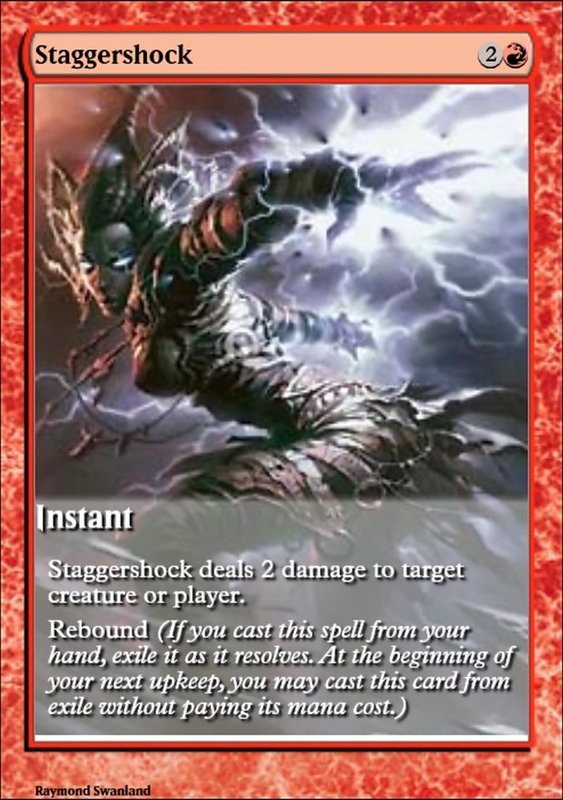 Staggershock 2
Instant
Staggershock deals 2 damage to target
creature or player.
Rebound (If you cast this spell from your
hand, exile it as it resolves. At the beginning of
your next upkeep, you may cast this card from
exile without paying its mana cost.)
Raymond Swanland